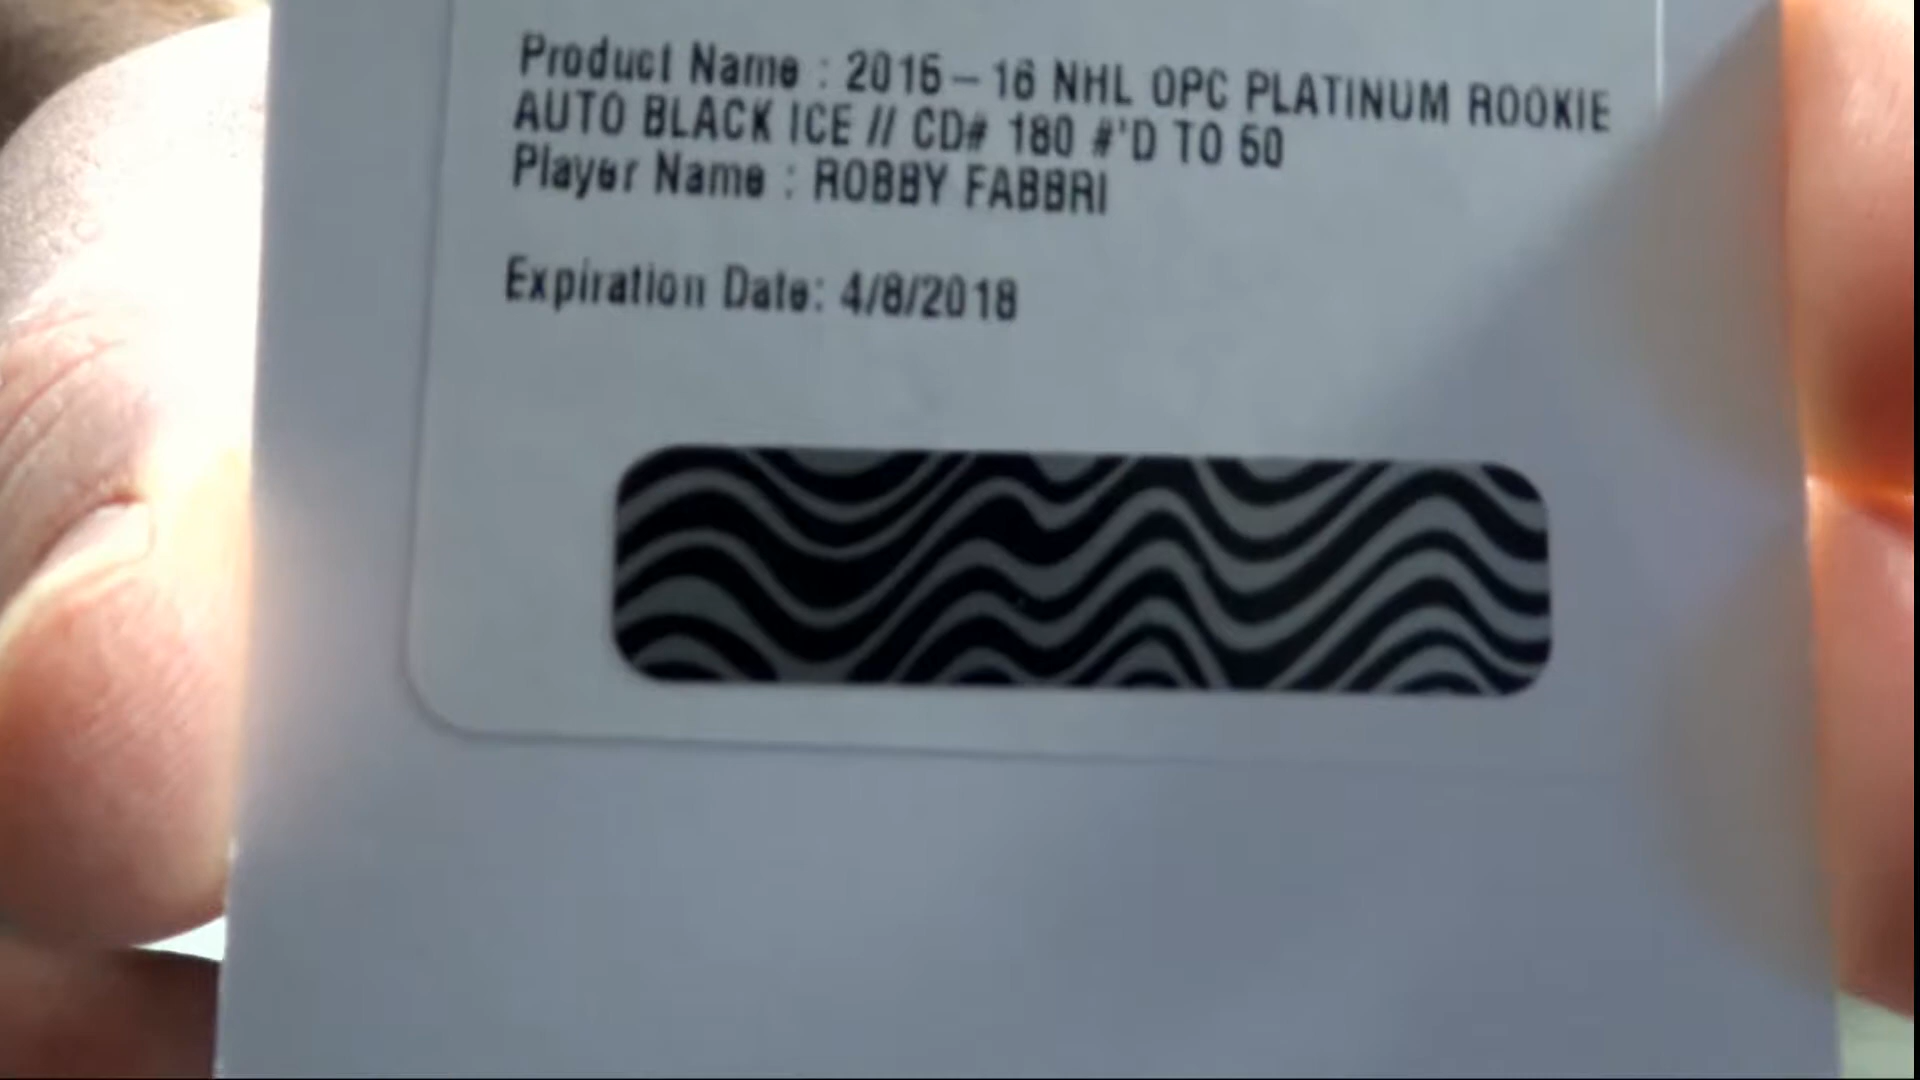 Product Name : 2015-16 NHL OPC PLATINUM ROOKIE
AUTO BLACK ICE // CD# 180 #'D TO 50
Player Name : ROBBY FABBRI
Expiration Date: 4/8/2018